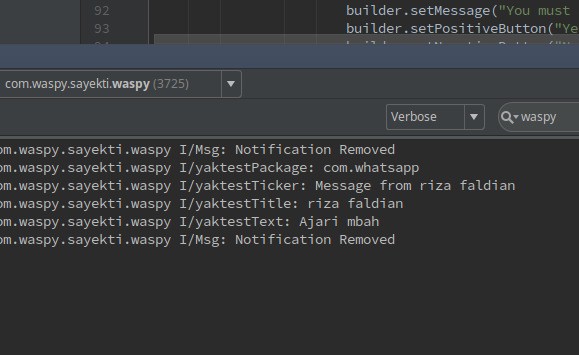 92 builder.setMessage("You must
93 builder.setPositiveButton("Ye
com.waspy.sayekti.waspy (3725)
Verbose
waspy
om.waspy.sayekti.waspy I/Msg: Notification Removed
om.waspy.sayekti.waspy I/yaktestPackage: com.whatsapp
om.waspy.sayekti.waspy I/yaktestTicker: Message from riza faldian
om.waspy.sayekti.waspy I/yaktestTitle: riza faldian
om.waspy.sayekti.waspy I/yaktestText: Ajari mbah
om.waspy.sayekti.waspy I/Msg: Notification Removed